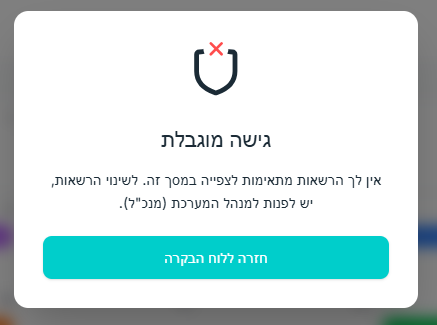 גישה מוגבלת
אין לך הרשאות מתאימות לצפייה במסך זה. לשינוי הרשאות,
יש לפנות למנהל המערכת (מנכ"ל).
חזרה ללוח הבקרה